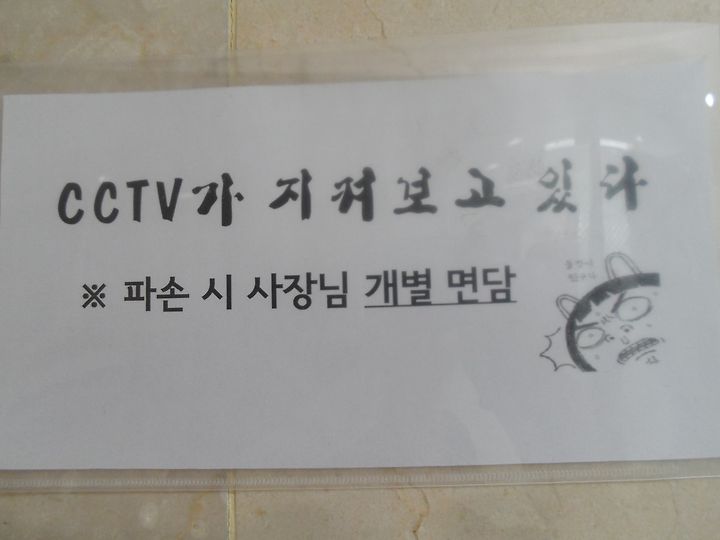 CCTV가 지켜보고 있다
※ 파손 시 사장님 개별 면담